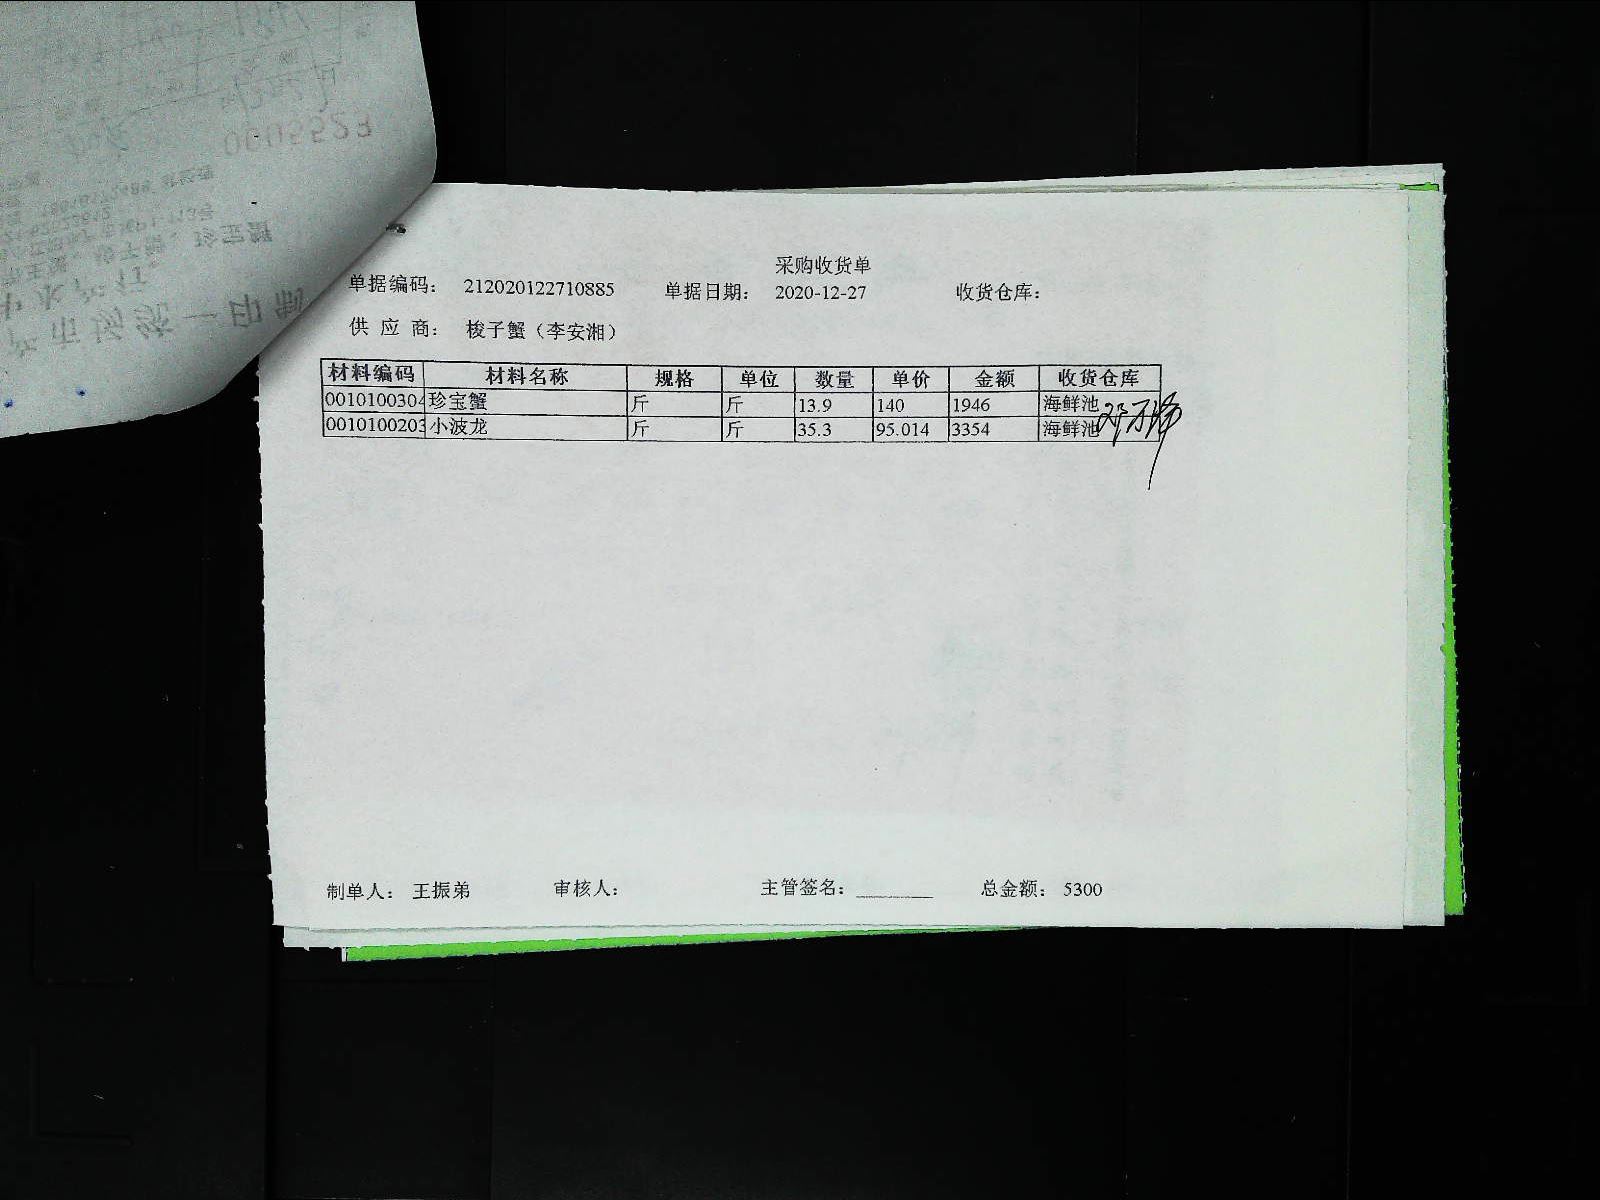 采购收货单
单据编码： 212020122710885 单据日期： 2020-12-27 收货仓库：
供 应 商： 梭子蟹（李安湘）
材料编码 材料名称 规格 单位 数量 单价 金额 收货仓库
0010100304 珍宝蟹 斤 斤 13.9 140 1946 海鲜池
0010100203 小波龙 斤 斤 35.3 95.014 3354 海鲜池
制单人： 王振弟 审核人： 主管签名：________ 总金额： 5300